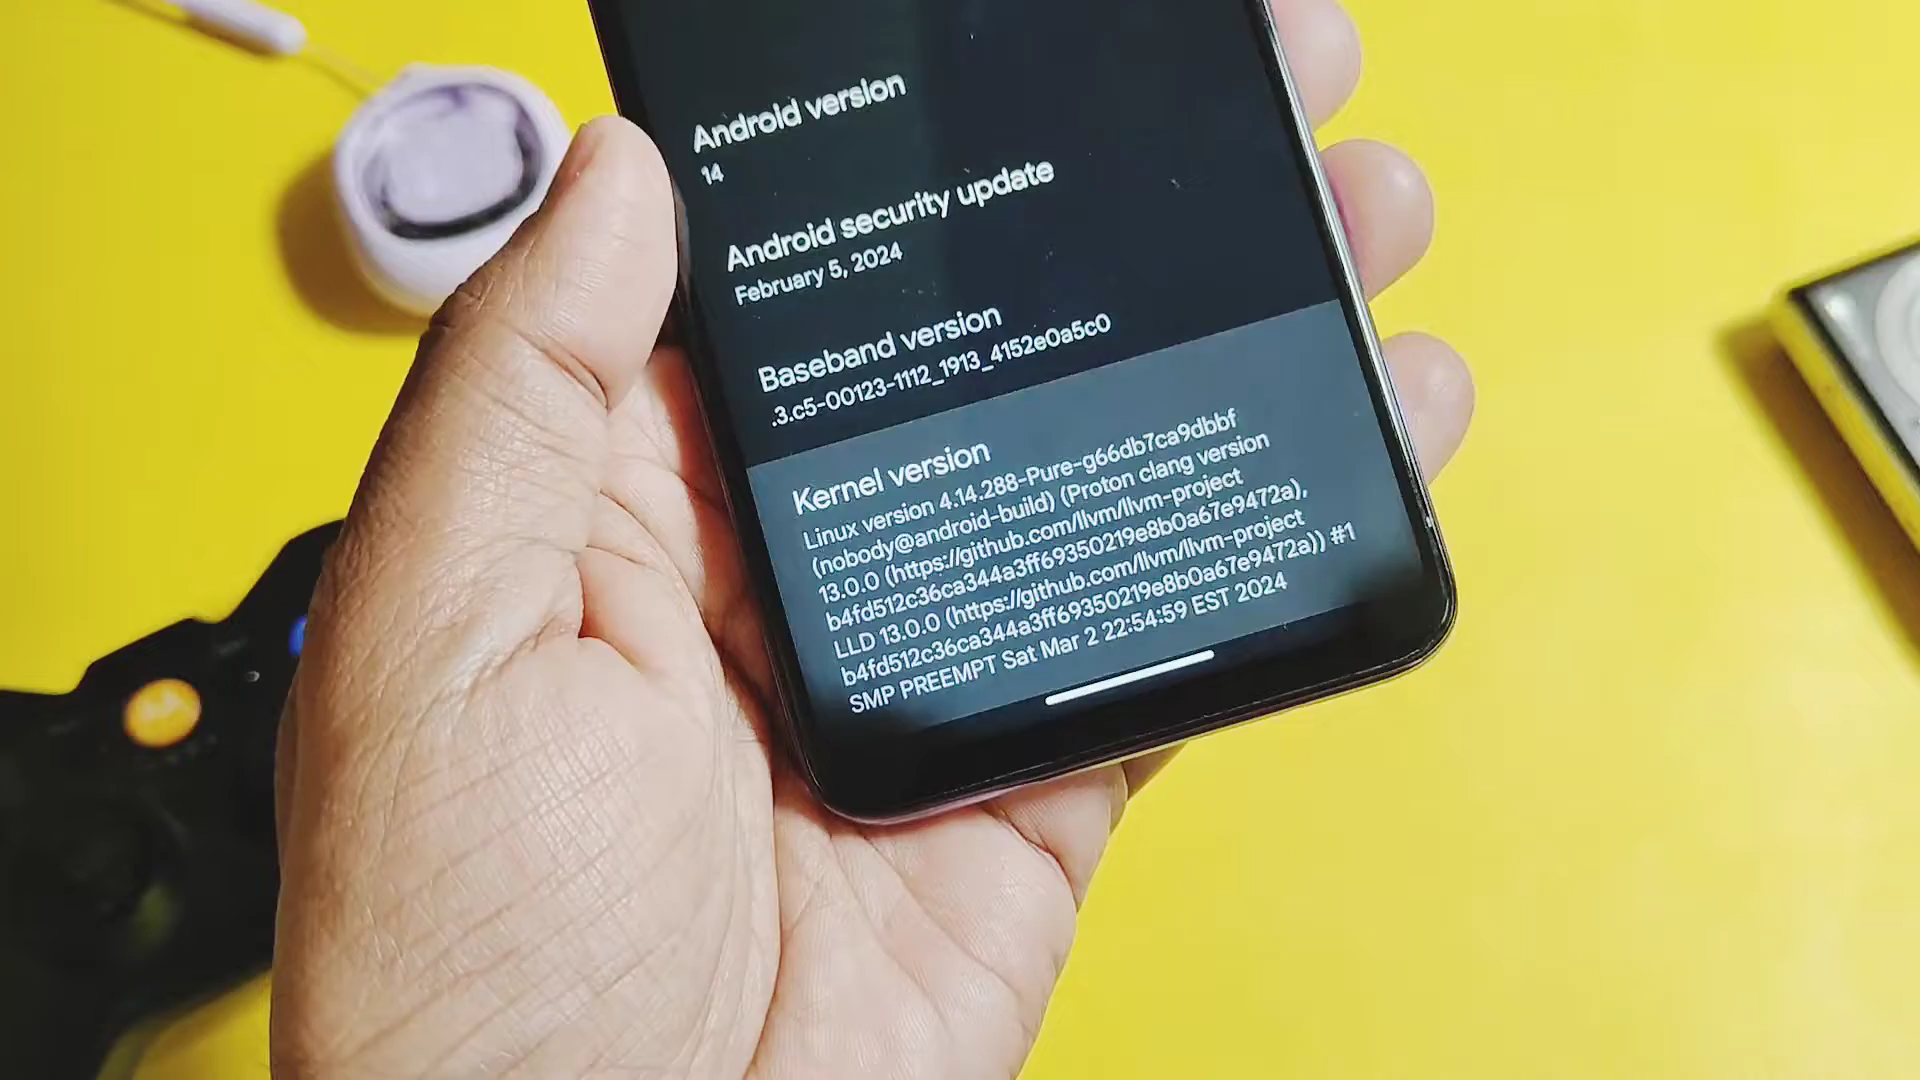 Android version
14
Android security update
February 5, 2024
Baseband version
.3.c5-00123-1112_1913_4152e0a5c0
Kernel version
Linux version 4.14.288-Pure-g66db7ca9dbbf
(nobody@android-build) (Proton clang version
13.0.0 (https://github.com/llvm/llvm-project
b4fd512c36ca344a3ff69350219e8b0a67e9472a),
LLD 13.0.0 (https://github.com/llvm/llvm-project
b4fd512c36ca344a3ff69350219e8b0a67e9472a)) #1
SMP PREEMPT Sat Mar 2 22:54:59 EST 2024